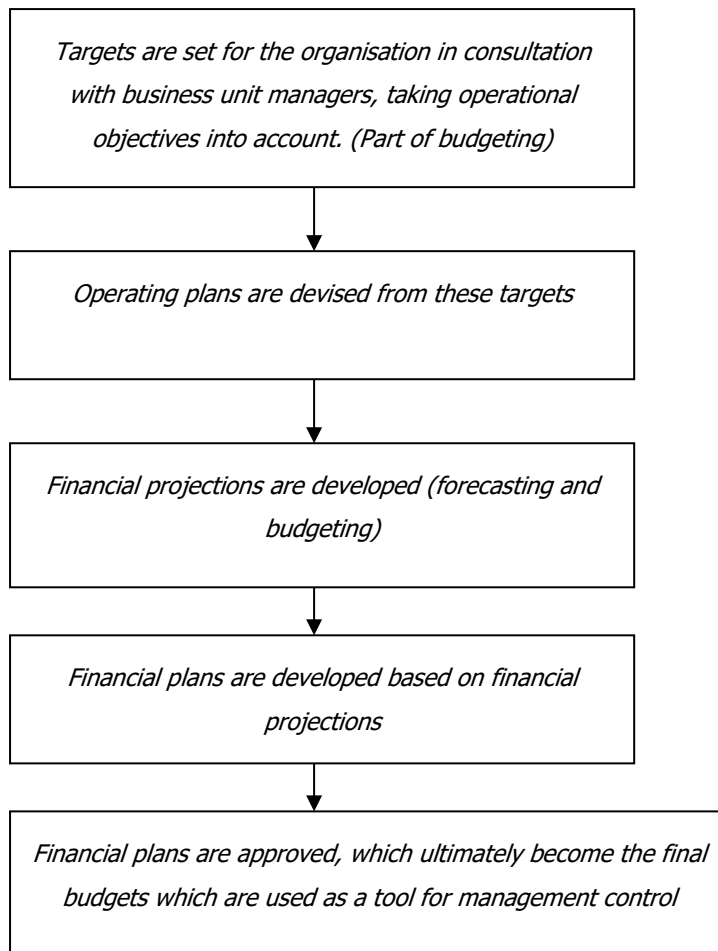 Targets are set for the organisation in consultation
with business unit managers, taking operational
objectives into account. (Part of budgeting)
Operating plans are devised from these targets
Financial projections are developed (forecasting and
budgeting)
Financial plans are developed based on financial
projections
Financial plans are approved, which ultimately become the final
budgets which are used as a tool for management control